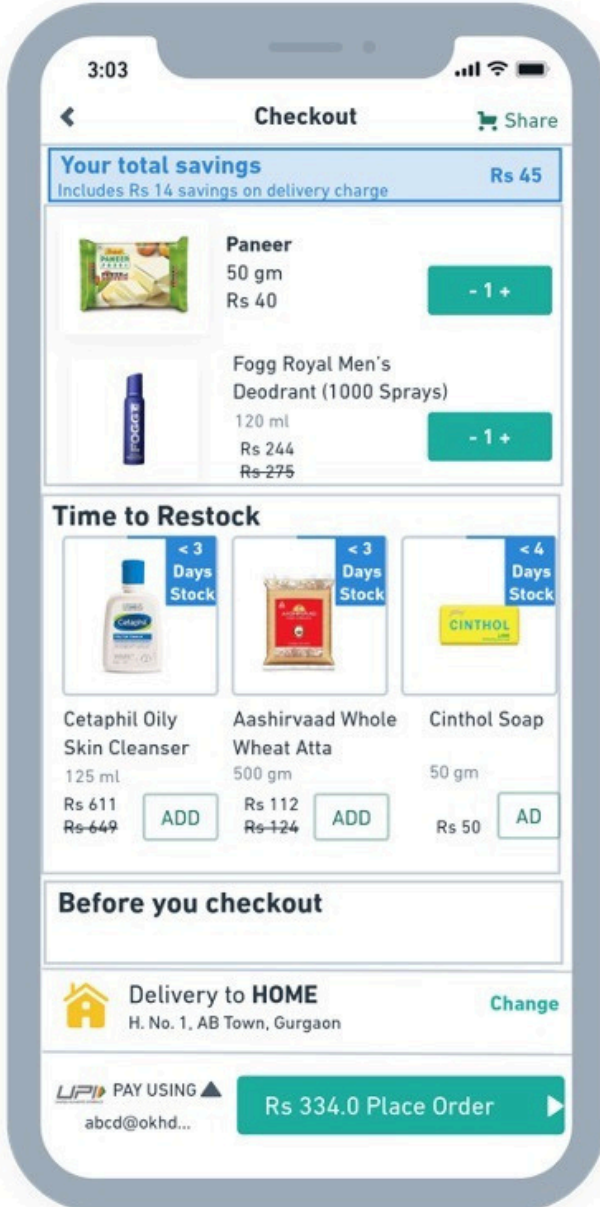 3:03
Checkout
Share
Your total savings
Includes Rs 14 savings on delivery charge
Rs 45
PANEER
Paneer
50 gm
Rs 40
- 1 +
FOGG
Fogg Royal Men's
Deodrant (1000 Sprays)
120 ml
Rs 244
Rs 275
- 1 +
Time to Restock
< 3
Days
Stock
Cetaphil
< 3
Days
Stock
< 4
Days
Stock
CINTHOL
Cetaphil Oily
Skin Cleanser
125 ml
Rs 611
Rs 649
ADD
Aashirvaad Whole
Wheat Atta
500 gm
Rs 112
Rs 124
ADD
Cinthol Soap
50 gm
Rs 50
AD
Before you checkout
Delivery to HOME
H. No. 1, AB Town, Gurgaon
Change
UPI PAY USING
abcd@okhd...
Rs 334.0 Place Order